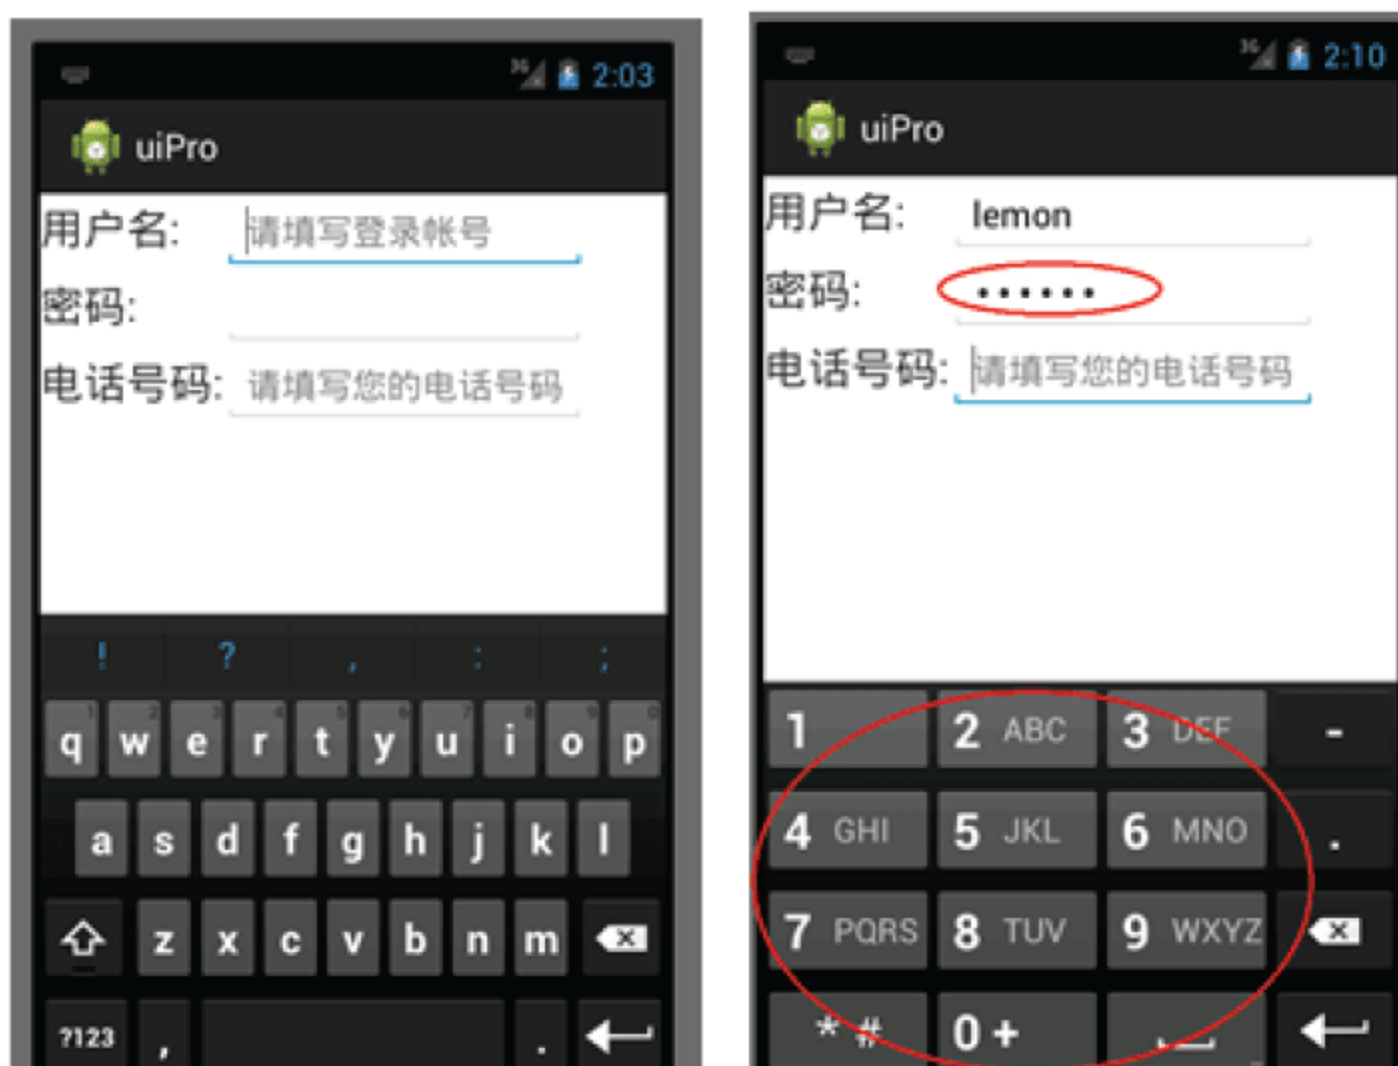 3G 2:03
uiPro
用户名: 请填写登录帐号
密码:
电话号码: 请填写您的电话号码
! ? , : ;
q w e r t y u i o p
a s d f g h j k l
z x c v b n m
?123 , .
3G 2:10
uiPro
用户名: lemon
密码: ••••••
电话号码: 请填写您的电话号码
1 2 ABC 3 DEF -
4 GHI 5 JKL 6 MNO .
7 PQRS 8 TUV 9 WXYZ
* # 0 +